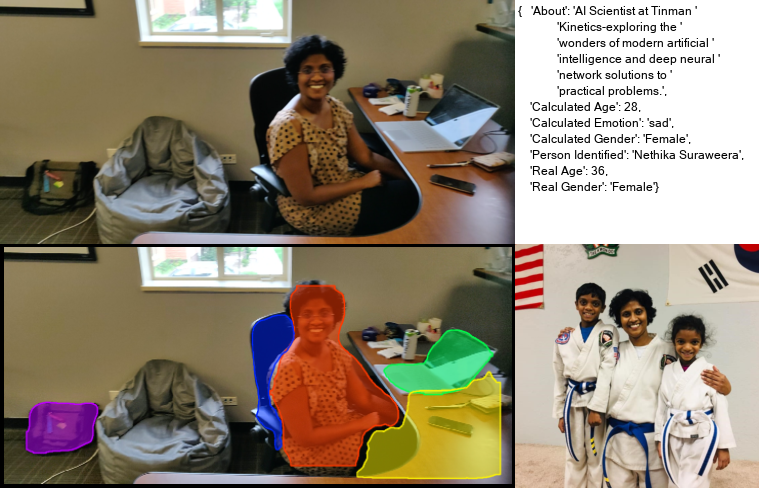 { 'About': 'AI Scientist at Tinman '
'Kinetics-exploring the '
'wonders of modern artificial '
'intelligence and deep neural '
'network solutions to '
'practical problems.',
'Calculated Age': 28,
'Calculated Emotion': 'sad',
'Calculated Gender': 'Female',
'Person Identified': 'Nethika Suraweera',
'Real Age': 36,
'Real Gender': 'Female'}